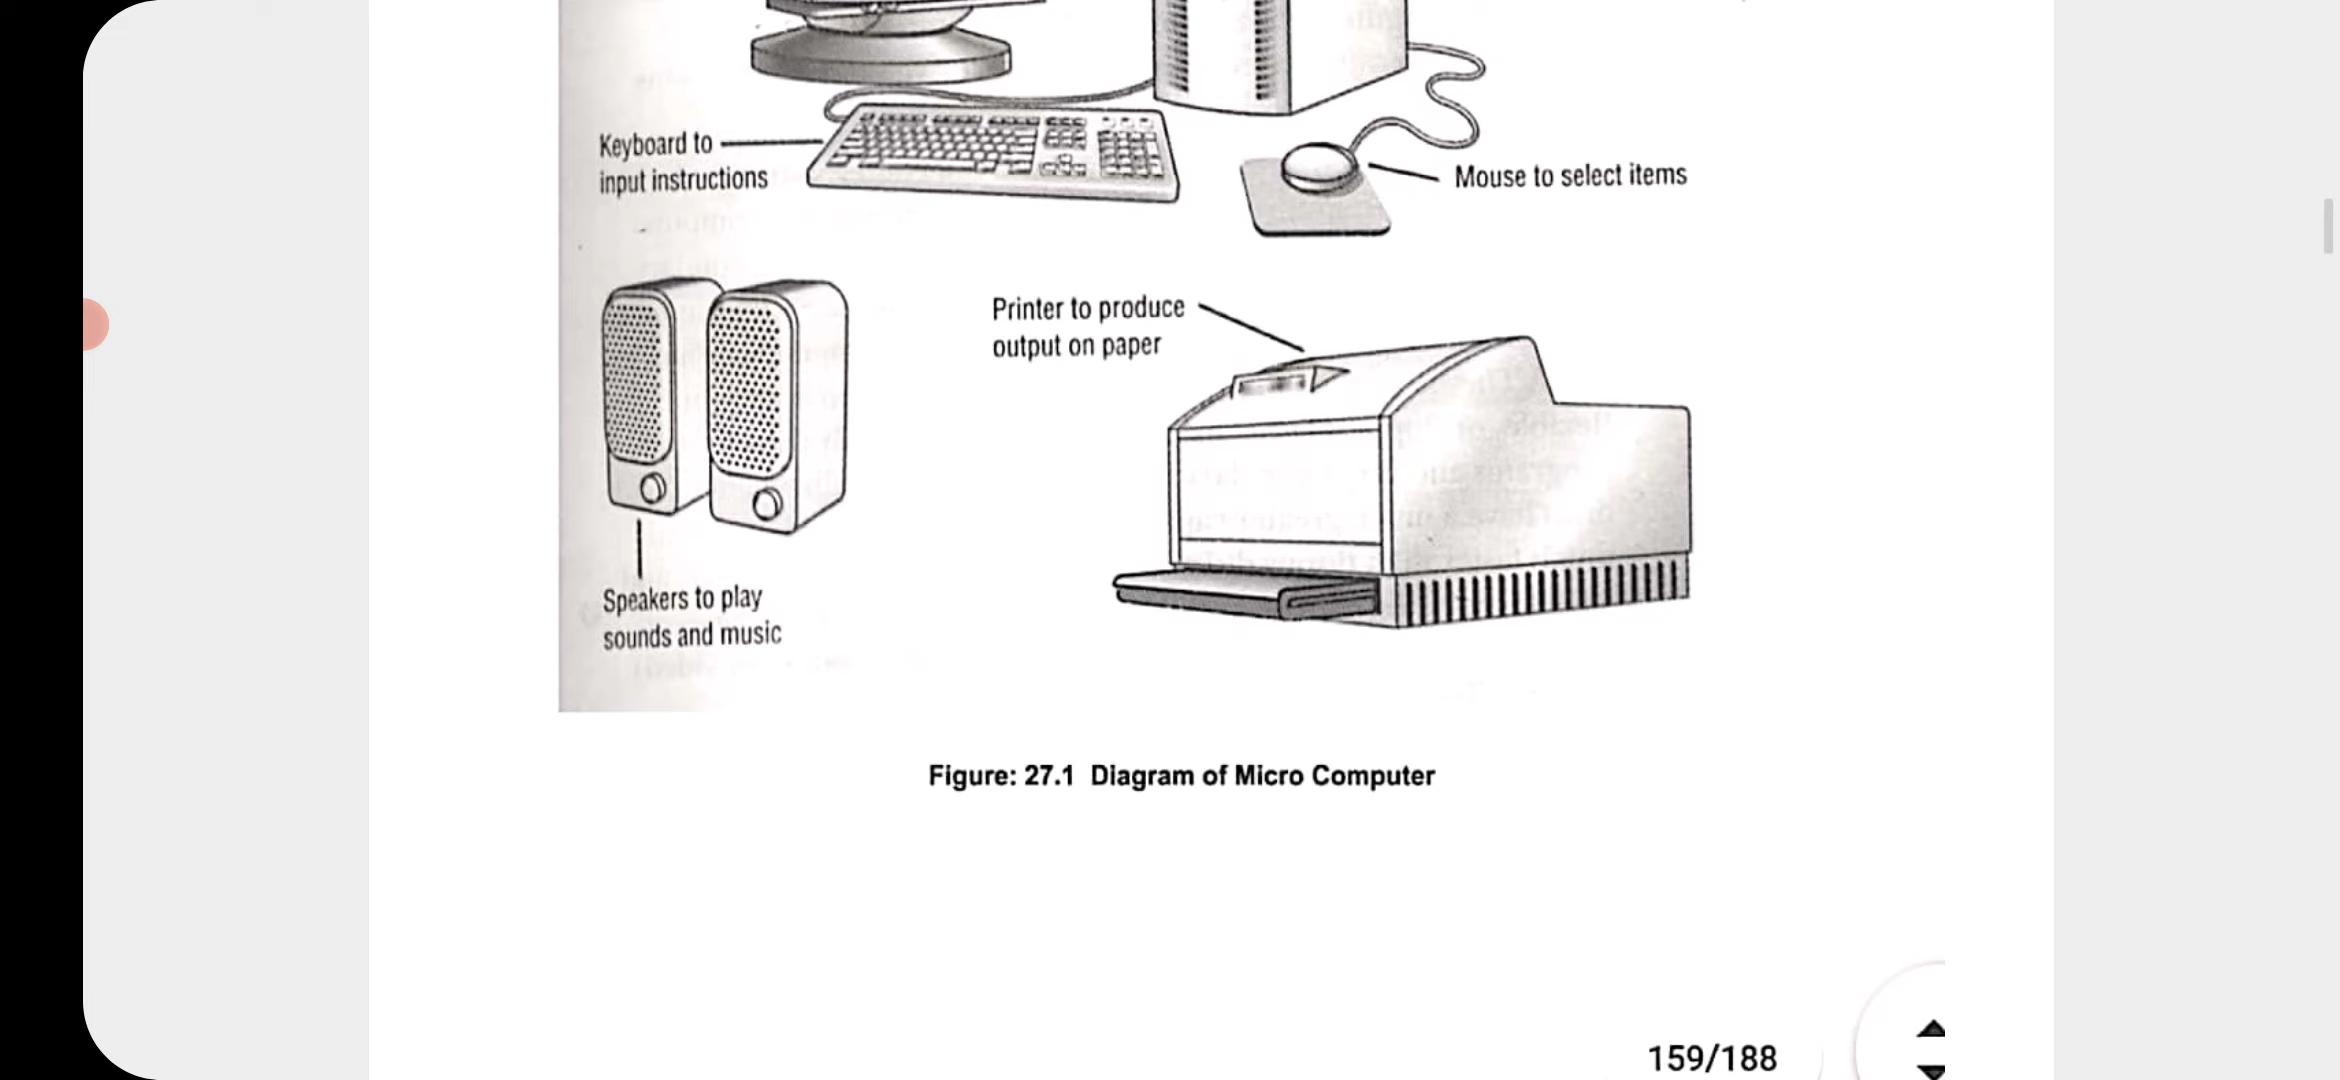 Keyboard to
input instructions
Mouse to select items
Printer to produce
output on paper
Speakers to play
sounds and music
Figure: 27.1 Diagram of Micro Computer
159/188